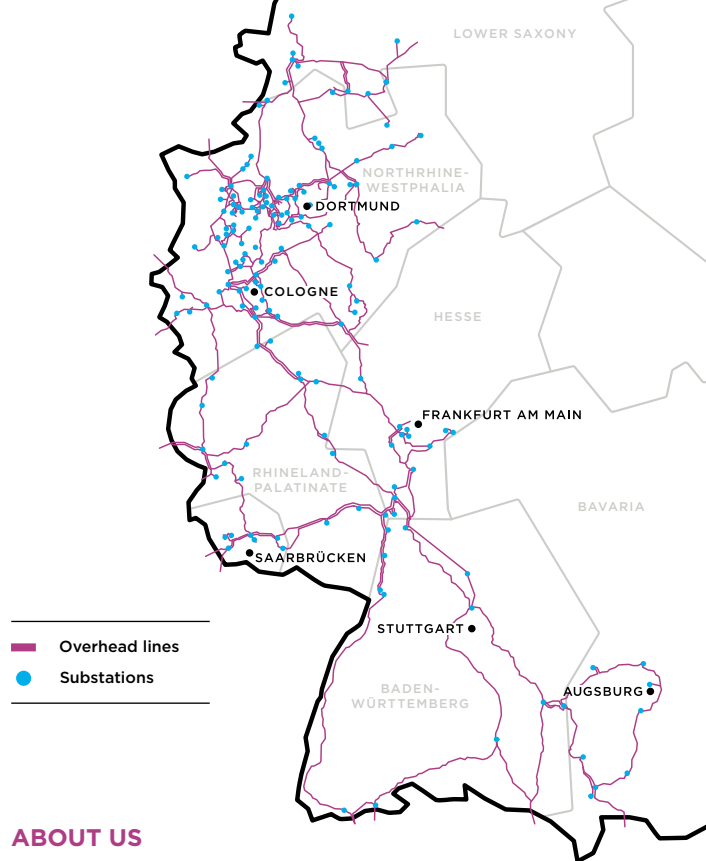 LOWER SAXONY
NORTHRHINE-
WESTPHALIA
DORTMUND
COLOGNE
HESSE
FRANKFURT AM MAIN
RHINELAND-
PALATINATE
BAVARIA
SAARBRÜCKEN
STUTTGART
Overhead lines
Substations
BADEN-
WÜRTTEMBERG
AUGSBURG
ABOUT US